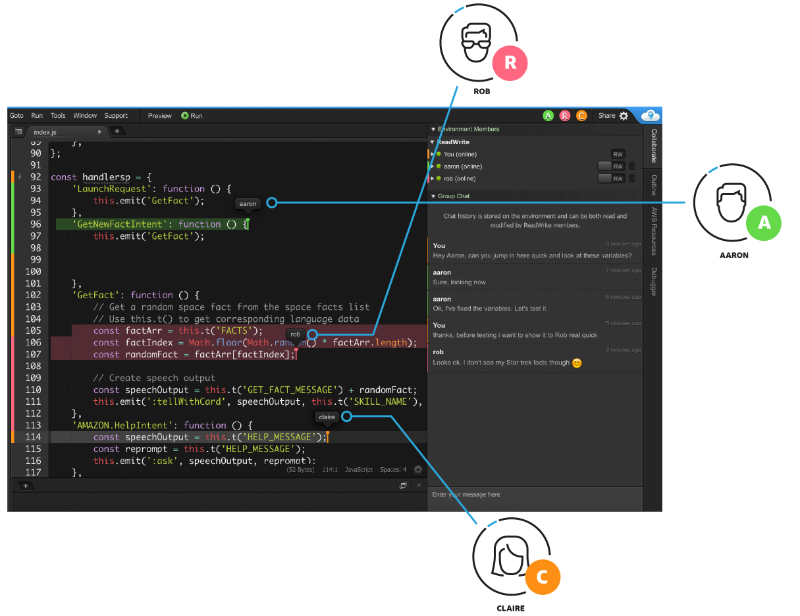 R
ROB
Goto Run Tools Window Support Preview Run
A R C Share
index.js
Environment Members
ReadWrite
You (online) RW
aaron (online) RW
rob (online) RW
Group Chat
Chat history is stored on the environment and can be both read and
modified by ReadWrite members.
You
Hey Aaron, can you jump in here quick and look at these variables?
aaron 7 minutes ago
Sure, looking now
aaron
Ok, I've fixed the variables. Let's test it
You
thanks, before testing i want to show it to Rob real quick
rob
Looks ok. I don't see my Star trek facts though 😊
Enter your message here
Collaborate
Outline
AWS Resources
Debugger
89 },
90 };
91
92 const handlersp = {
93 'LaunchRequest': function () {
94 this.emit('GetFact');
aaron
95 },
96 'GetNewFactIntent': function () {
97 this.emit('GetFact');
98
99
100
101 },
102 'GetFact': function () {
103 // Get a random space fact from the space facts list
104 // Use this.t() to get corresponding language data
105 const factArr = this.t('FACTS');
rob
106 const factIndex = Math.floor(Math.random() * factArr.length);
107 const randomFact = factArr[factIndex];
108
109 // Create speech output
110 const speechOutput = this.t('GET_FACT_MESSAGE') + randomFact;
111 this.emit(':tellWithCard', speechOutput, this.t('SKILL_NAME'),
112 },
claire
113 'AMAZON.HelpIntent': function () {
114 const speechOutput = this.t('HELP_MESSAGE');
115 const reprompt = this.t('HELP_MESSAGE');
116 this.emit(':ask', speechOutput, reprompt);
(52 Bytes) 114:1 JavaScript Spaces: 4
117 },
A
AARON
C
CLAIRE